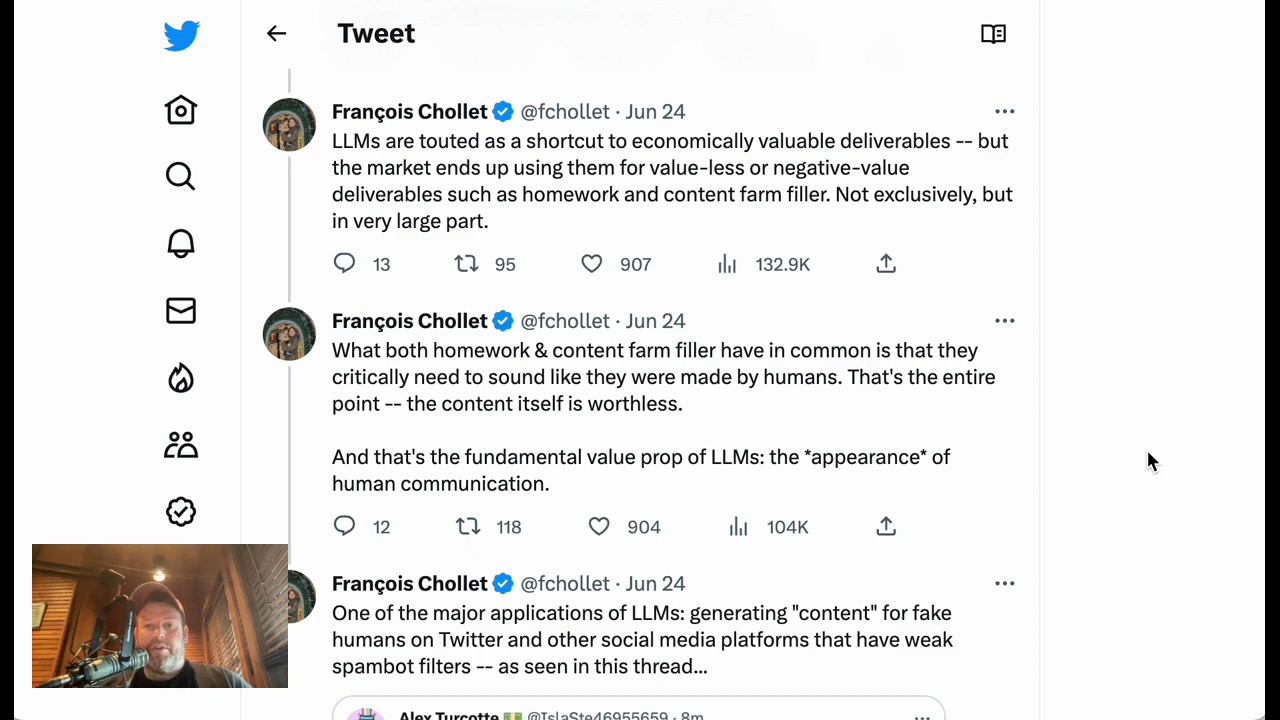 Tweet
François Chollet @fchollet · Jun 24
LLMs are touted as a shortcut to economically valuable deliverables -- but
the market ends up using them for value-less or negative-value
deliverables such as homework and content farm filler. Not exclusively, but
in very large part.
13 95 907 132.9K
François Chollet @fchollet · Jun 24
What both homework & content farm filler have in common is that they
critically need to sound like they were made by humans. That's the entire
point -- the content itself is worthless.
And that's the fundamental value prop of LLMs: the *appearance* of
human communication.
12 118 904 104K
François Chollet @fchollet · Jun 24
One of the major applications of LLMs: generating "content" for fake
humans on Twitter and other social media platforms that have weak
spambot filters -- as seen in this thread...
Alex Turcotte 💵 @IslaSte46955659 · 8m